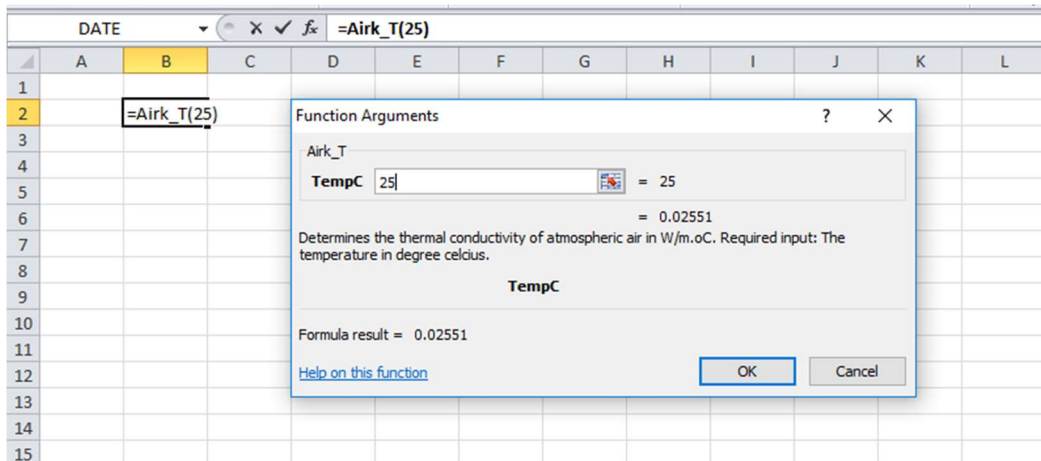 DATE =Airk_T(25)
A B C D E F G H I J K L
1
2 =Airk_T(25)
3
4
5
6
7
8
9
10
11
12
13
14
15
Function Arguments ?
Airk_T
TempC 25 = 25
= 0.02551
Determines the thermal conductivity of atmospheric air in W/m.oC. Required input: The
temperature in degree celcius.
TempC
Formula result = 0.02551
Help on this function OK Cancel